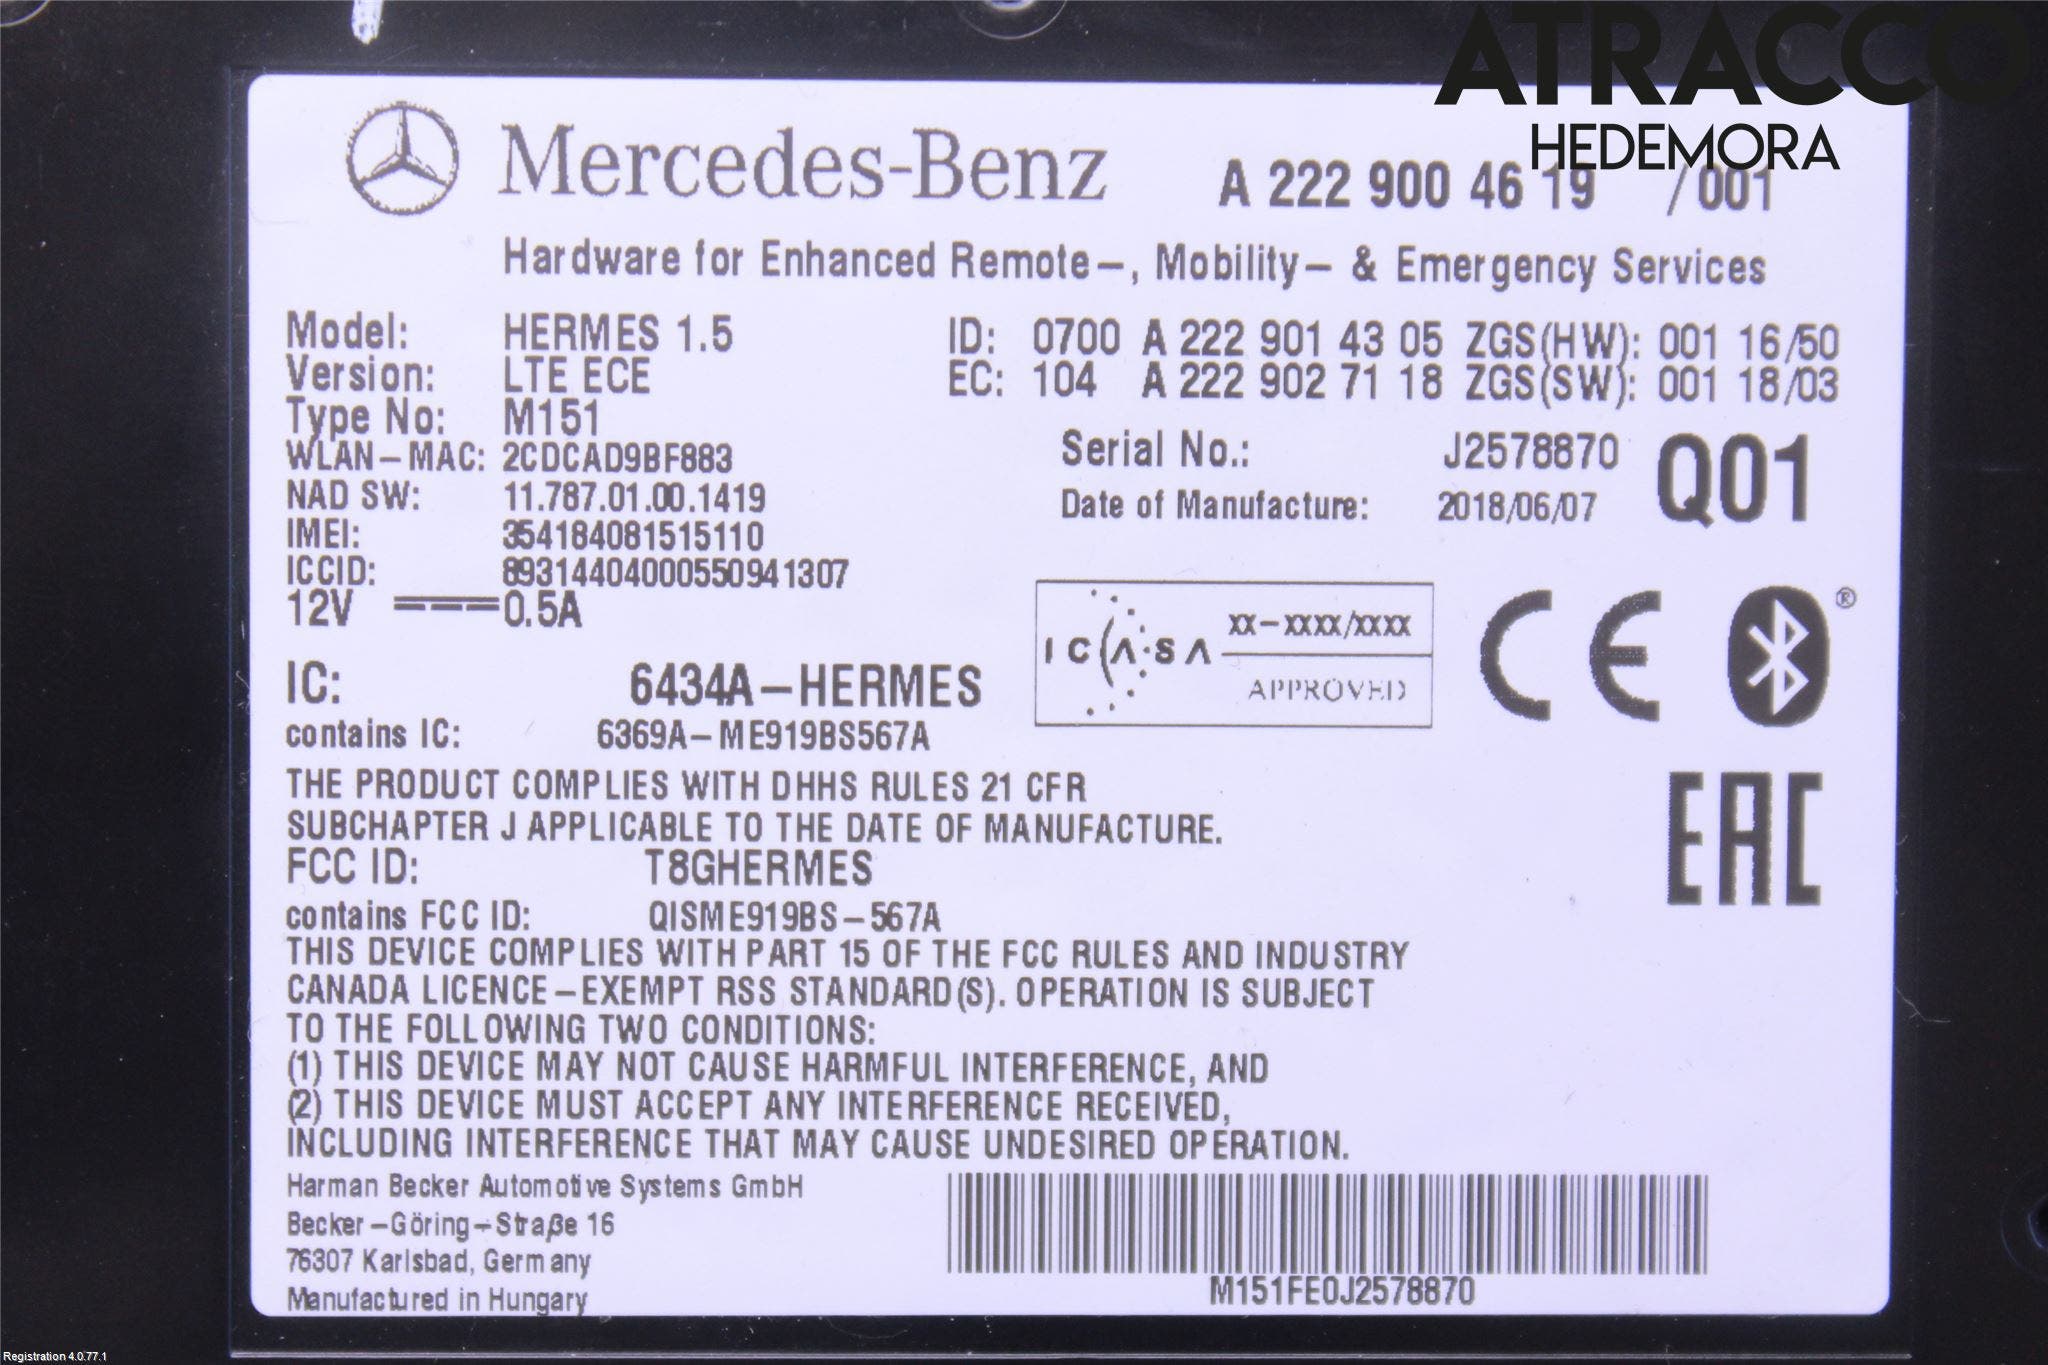 ATRACCO
HEDEMORA
Mercedes-Benz A 222 900 46 19 /001
Hardware for Enhanced Remote-, Mobility- & Emergency Services
Model: HERMES 1.5 ID: 0700 A 222 901 43 05 ZGS(HW): 001 16/50
Version: LTE ECE EC: 104 A 222 902 71 18 ZGS(SW): 001 18/03
Type No: M151
WLAN-MAC: 2CDCAD9BF883 Serial No.: J2578870 Q01
NAD SW: 11.787.01.00.1419 Date of Manufacture: 2018/06/07
IMEI: 354184081515110
ICCID: 89314404000550941307
12V 0.5A
ICASA XX-XXXX/XXXX
APPROVED
CE ®
IC: 6434A-HERMES
contains IC: 6369A-ME919BS567A
THE PRODUCT COMPLIES WITH DHHS RULES 21 CFR
SUBCHAPTER J APPLICABLE TO THE DATE OF MANUFACTURE.
EAC
FCC ID: T8GHERMES
contains FCC ID: QISME919BS-567A
THIS DEVICE COMPLIES WITH PART 15 OF THE FCC RULES AND INDUSTRY
CANADA LICENCE-EXEMPT RSS STANDARD(S). OPERATION IS SUBJECT
TO THE FOLLOWING TWO CONDITIONS:
(1) THIS DEVICE MAY NOT CAUSE HARMFUL INTERFERENCE, AND
(2) THIS DEVICE MUST ACCEPT ANY INTERFERENCE RECEIVED,
INCLUDING INTERFERENCE THAT MAY CAUSE UNDESIRED OPERATION.
Harman Becker Automotive Systems GmbH
Becker-Göring-Straße 16
76307 Karlsbad, Germany
Manufactured in Hungary
M151FE0J2578870
Registration 4.0.77.1